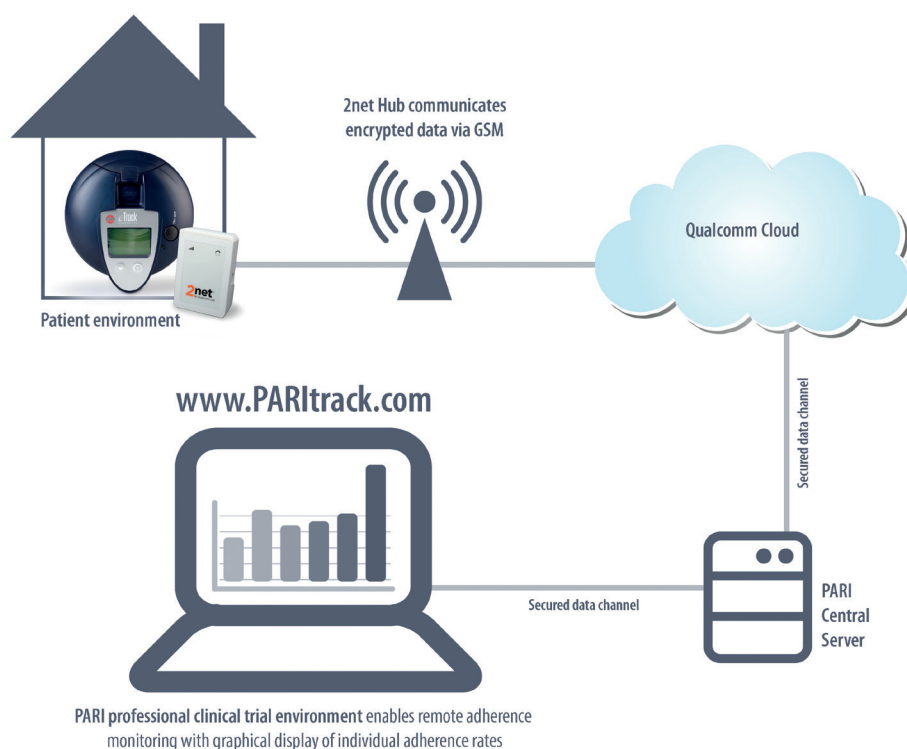 2net Hub communicates
encrypted data via GSM
Qualcomm Cloud
eTrack
2net
Patient environment
Secured data channel
www.PARItrack.com
Secured data channel
PARI
Central
Server
PARI professional clinical trial environment enables remote adherence
monitoring with graphical display of individual adherence rates